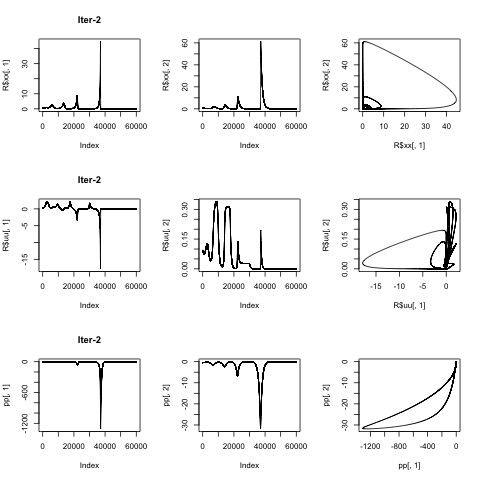 Iter-2
R$xx[, 1]
0 10 30
0 20000 40000 60000
Index
R$xx[, 2]
0 20 40 60
0 20000 40000 60000
Index
0 20 40 60
0 10 20 30 40
R$xx[, 2]
R$xx[, 1]
Iter-2
R$uu[, 1]
-15 -5 0
0 20000 40000 60000
Index
R$uu[, 2]
0.00 0.15 0.30
0 20000 40000 60000
Index
R$uu[, 2]
0.00 0.15 0.30
-15 -10 -5 0
R$uu[, 1]
Iter-2
pp[, 1]
-1200 -600 0
0 20000 40000 60000
Index
pp[, 2]
-30 -20 -10 0
0 20000 40000 60000
Index
pp[, 2]
-30 -20 -10 0
-1200 -800 -400 0
pp[, 1]